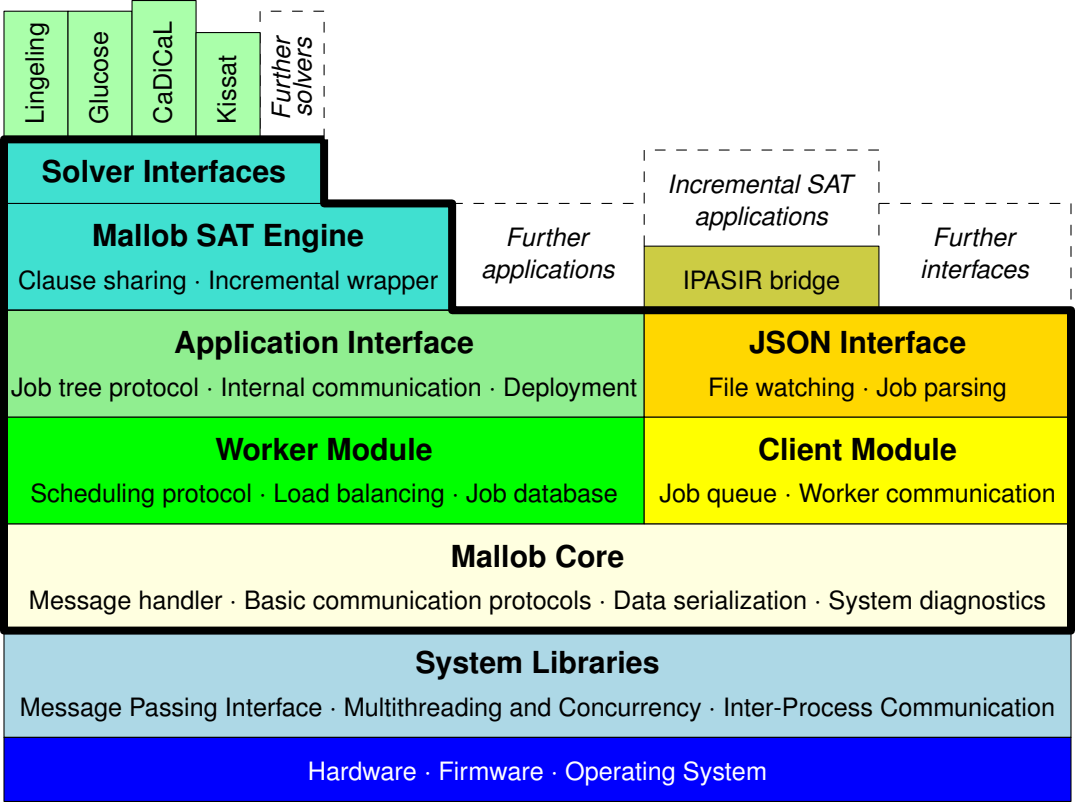 Lingeling
Glucose
CaDiCaL
Kissat
Further
solvers
Solver Interfaces
Mallob SAT Engine
Clause sharing · Incremental wrapper
Further
applications
Incremental SAT
applications
IPASIR bridge
Further
interfaces
Application Interface
Job tree protocol · Internal communication · Deployment
JSON Interface
File watching · Job parsing
Worker Module
Scheduling protocol · Load balancing · Job database
Client Module
Job queue · Worker communication
Mallob Core
Message handler · Basic communication protocols · Data serialization · System diagnostics
System Libraries
Message Passing Interface · Multithreading and Concurrency · Inter-Process Communication
Hardware · Firmware · Operating System